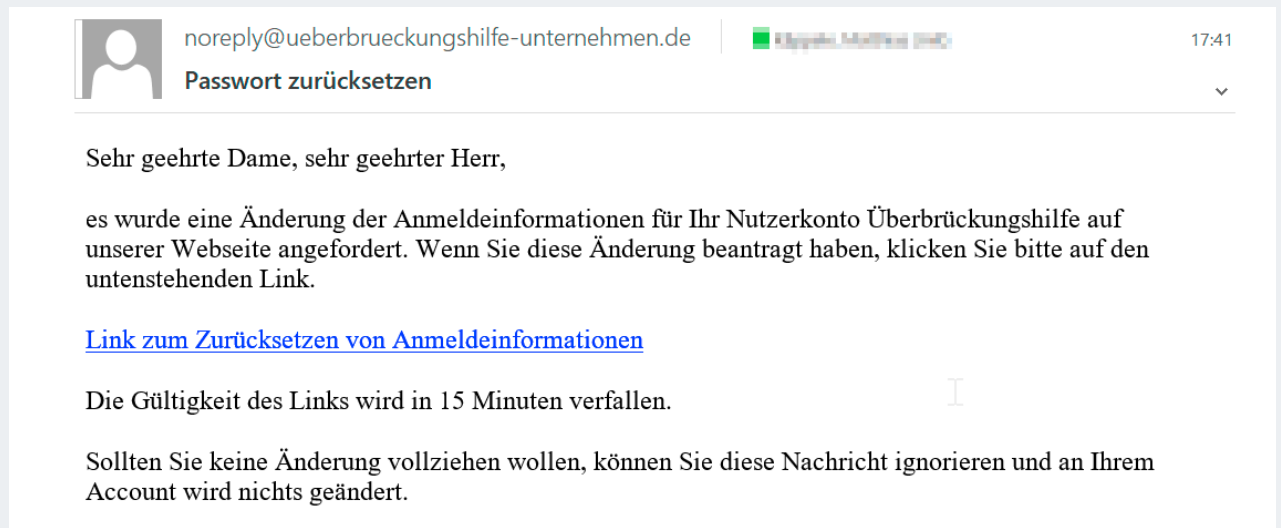 noreply@ueberbrueckungshilfe-unternehmen.de
17:41
Passwort zurücksetzen
Sehr geehrte Dame, sehr geehrter Herr,
es wurde eine Änderung der Anmeldeinformationen für Ihr Nutzerkonto Überbrückungshilfe auf
unserer Webseite angefordert. Wenn Sie diese Änderung beantragt haben, klicken Sie bitte auf den
untenstehenden Link.
Link zum Zurücksetzen von Anmeldeinformationen
Die Gültigkeit des Links wird in 15 Minuten verfallen.
Sollten Sie keine Änderung vollziehen wollen, können Sie diese Nachricht ignorieren und an Ihrem
Account wird nichts geändert.